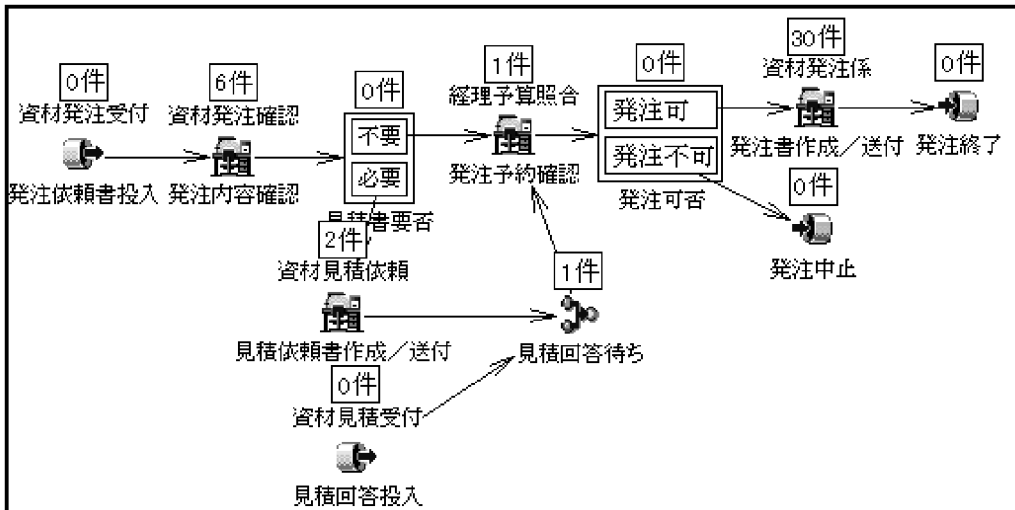 0件
資材発注受付
発注依頼書投入
6件
資材発注確認
発注内容確認
0件
不要
必要
見積書要否
1件
経理予算照合
発注予約確認
0件
発注可
発注不可
発注可否
30件
資材発注係
発注書作成／送付
0件
発注終了
0件
発注中止
2件
資材見積依頼
見積依頼書作成／送付
1件
見積回答待ち
0件
資材見積受付
見積回答投入